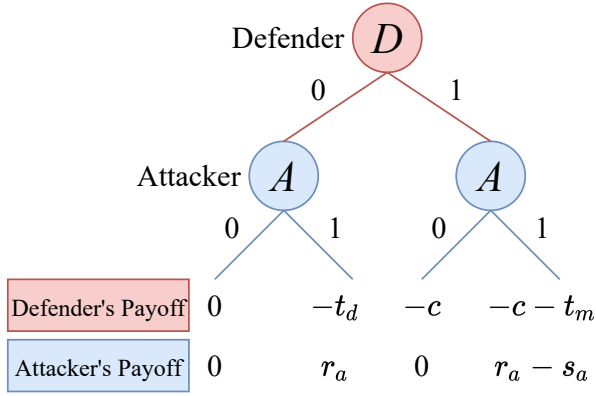 Defender D
0 1
Attacker A A
0 1 0 1
Defender's Payoff 0 −t_d −c −c − t_m
Attacker's Payoff 0 r_a 0 r_a − s_a